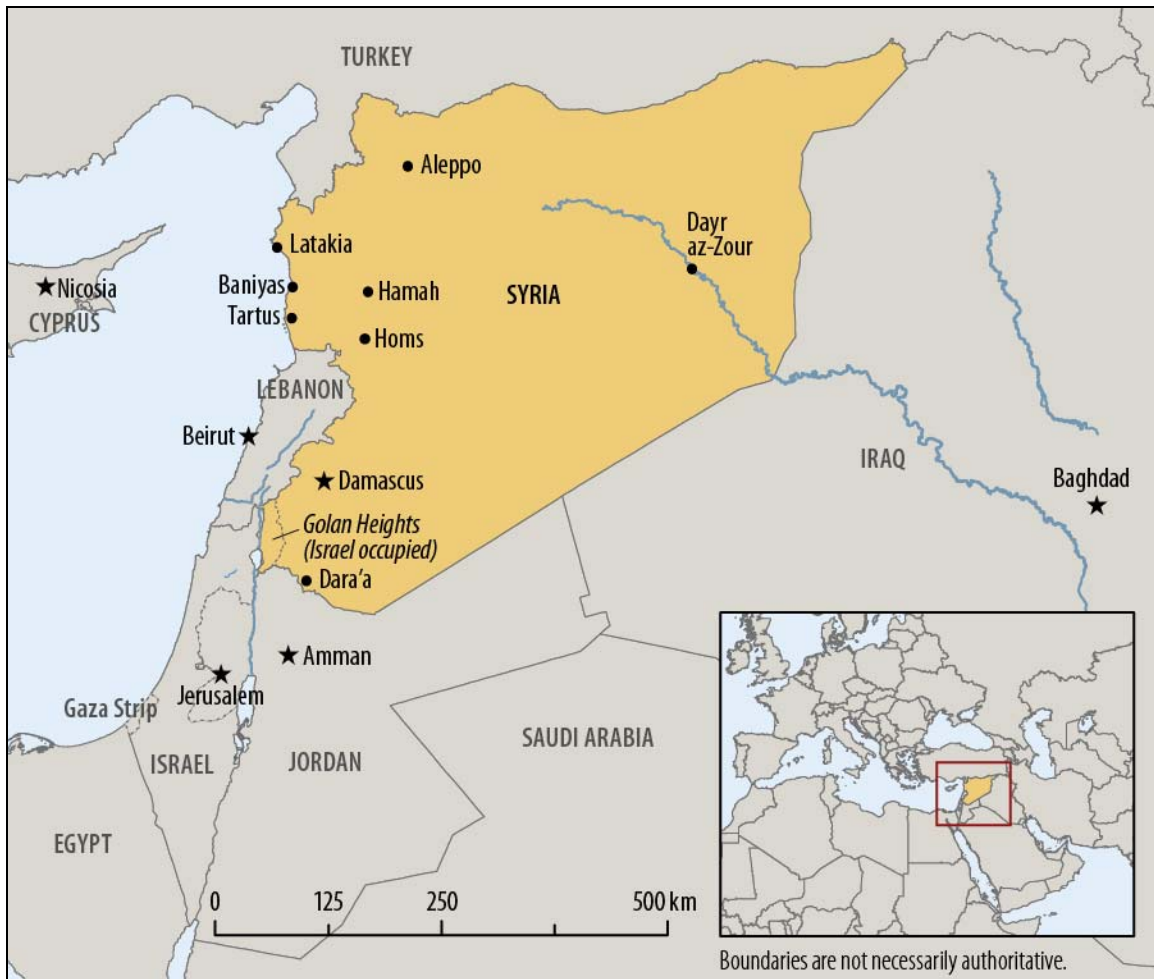 TURKEY
Aleppo
Dayr
az-Zour
Latakia
Nicosia
Baniyas
Hamah
SYRIA
CYPRUS
Tartus
Homs
LEBANON
Beirut
IRAQ
Damascus
Baghdad
Golan Heights
(Israel occupied)
Dara'a
Amman
Jerusalem
Gaza Strip
ISRAEL
JORDAN
SAUDI ARABIA
EGYPT
0 125 250 500 km
Boundaries are not necessarily authoritative.